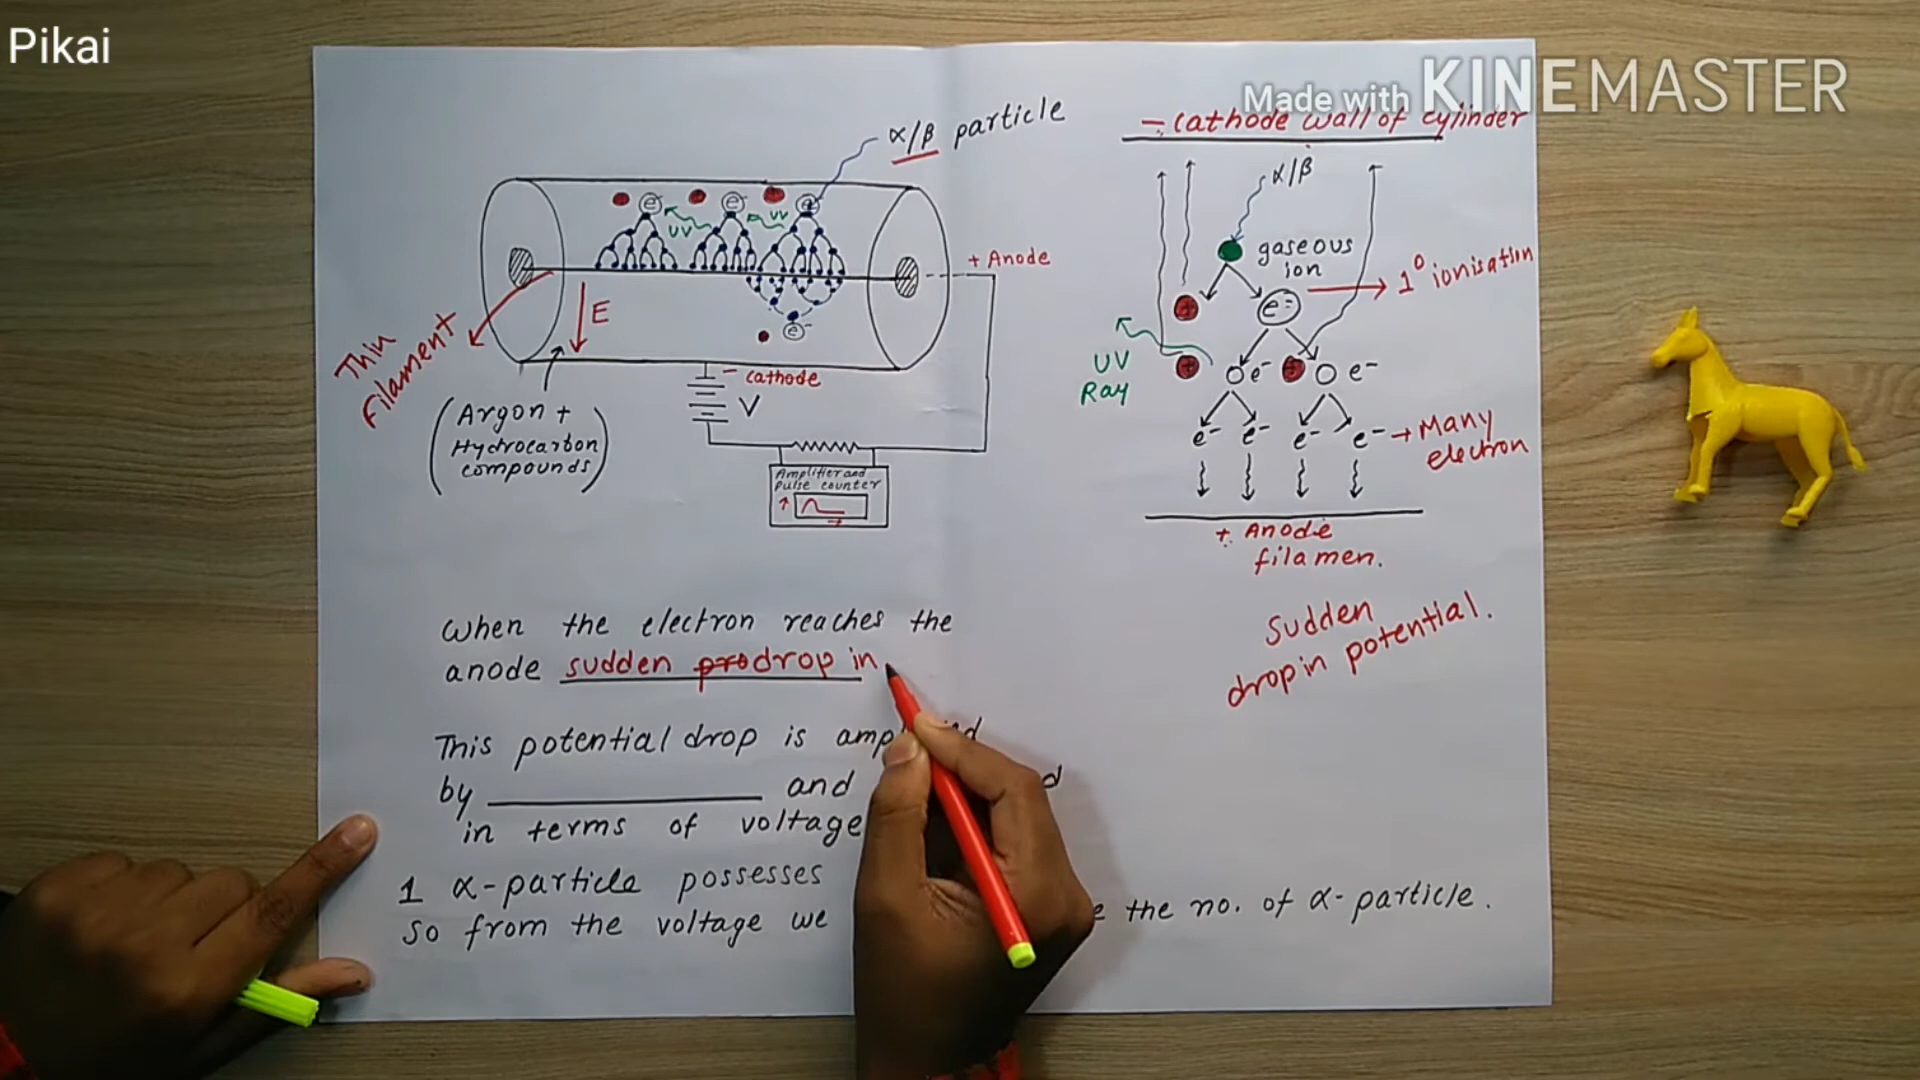 Pikai
Made with KINEMASTER
α/β particle
e⁻ e⁻ e⁻
UV UV
+ Anode
E
Thin
Filament
e⁻
- cathode
V
(Argon +
Hydrocarbon
compounds)
Amplifier and
pulse counter
- cathode wall of cylinder
α/β
gaseous
ion
1° ionisation
+
e⁻
UV
Ray
+ e⁻ + e⁻
e⁻ e⁻ e⁻ e⁻ → Many
electron
+ Anode
filamen.
Sudden
drop in potential.
When the electron reaches the
anode sudden pro drop in
This potential drop is
by ____ and
in terms of voltage
1 α-particle possesses
so from the voltage we the no. of α-particle.